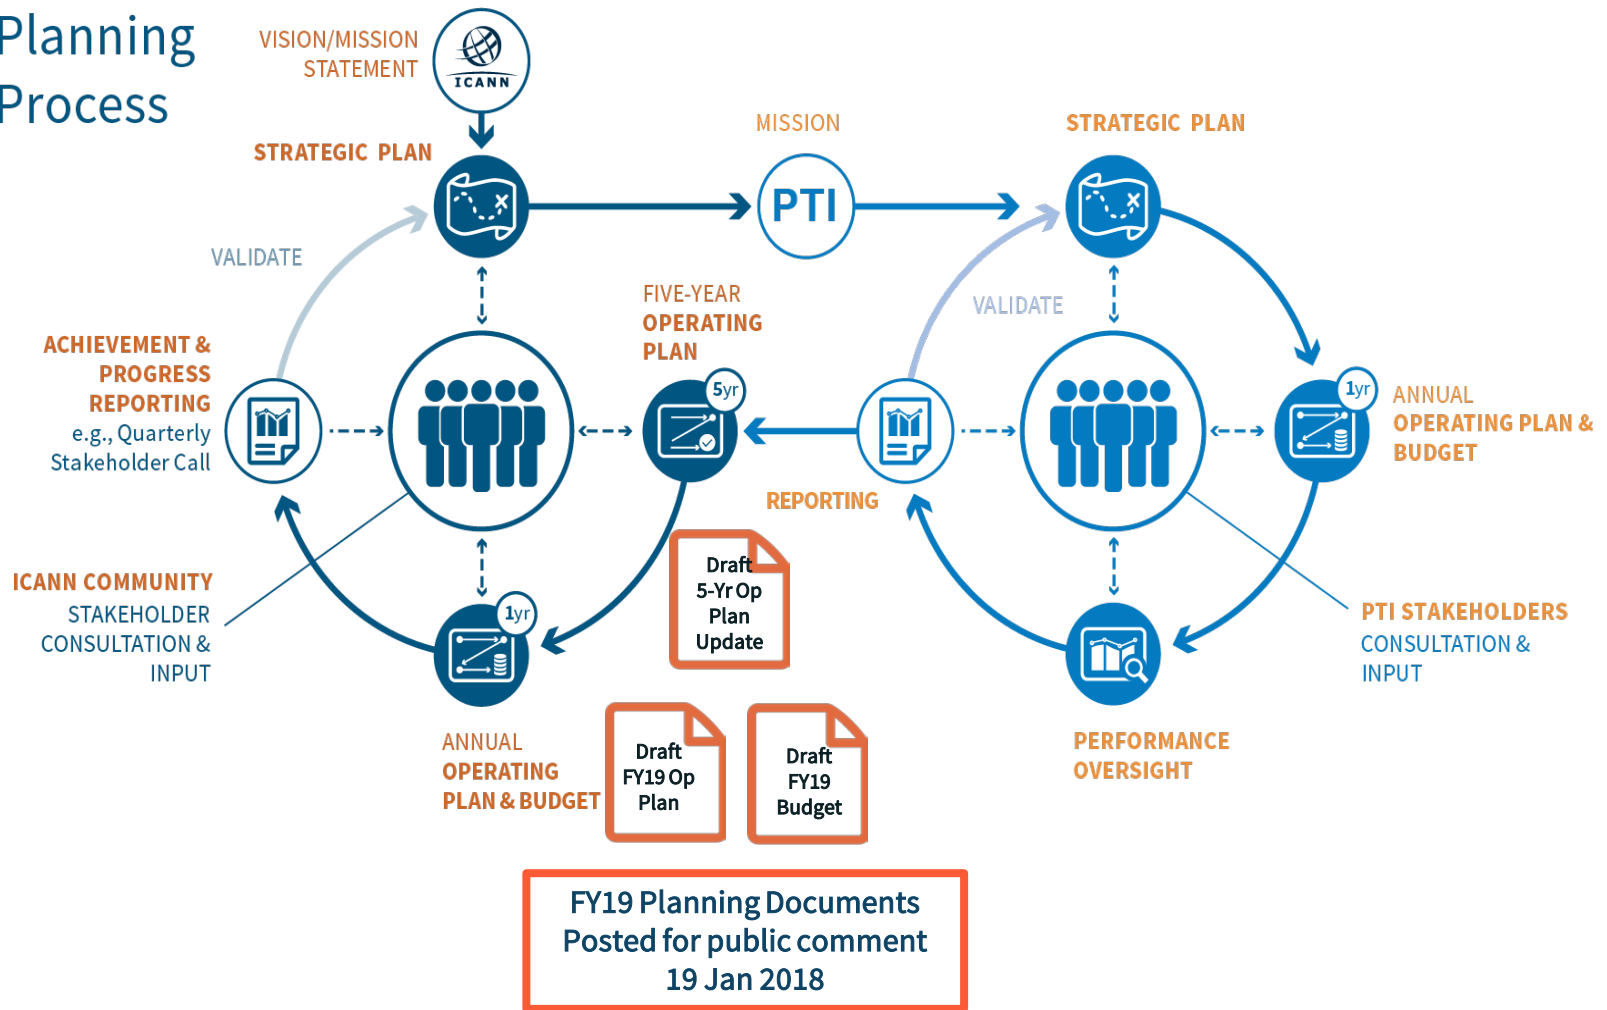 Planning
Process
VISION/MISSION
STATEMENT
ICANN
STRATEGIC PLAN
MISSION
PTI
STRATEGIC PLAN
VALIDATE
VALIDATE
FIVE-YEAR
OPERATING
PLAN
5yr
ACHIEVEMENT &
PROGRESS
REPORTING
e.g., Quarterly
Stakeholder Call
1yr
ANNUAL
OPERATING PLAN &
BUDGET
REPORTING
ICANN COMMUNITY
STAKEHOLDER
CONSULTATION &
INPUT
1yr
Draft
5-Yr Op
Plan
Update
PTI STAKEHOLDERS
CONSULTATION &
INPUT
ANNUAL
OPERATING
PLAN & BUDGET
Draft
FY19 Op
Plan
Draft
FY19
Budget
PERFORMANCE
OVERSIGHT
FY19 Planning Documents
Posted for public comment
19 Jan 2018